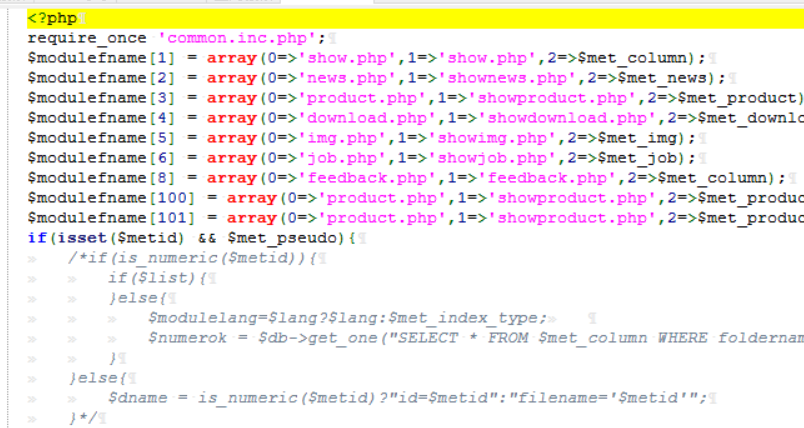 <?php
require_once 'common.inc.php';
$modulefname[1] = array(0=>'show.php',1=>'show.php',2=>$met_column);
$modulefname[2] = array(0=>'news.php',1=>'shownews.php',2=>$met_news);
$modulefname[3] = array(0=>'product.php',1=>'showproduct.php',2=>$met_product)
$modulefname[4] = array(0=>'download.php',1=>'showdownload.php',2=>$met_downlo
$modulefname[5] = array(0=>'img.php',1=>'showimg.php',2=>$met_img);
$modulefname[6] = array(0=>'job.php',1=>'showjob.php',2=>$met_job);
$modulefname[8] = array(0=>'feedback.php',1=>'feedback.php',2=>$met_column);
$modulefname[100] = array(0=>'product.php',1=>'showproduct.php',2=>$met_produc
$modulefname[101] = array(0=>'product.php',1=>'showproduct.php',2=>$met_produc
if(isset($metid) && $met_pseudo){
/*if(is_numeric($metid)){
if($list){
}else{
$modulelang=$lang?$lang:$met_index_type;
$numerok = $db->get_one("SELECT * FROM $met_column WHERE foldernam
}
}else{
$dname = is_numeric($metid)?"id=$metid":"filename='$metid'";
}*/